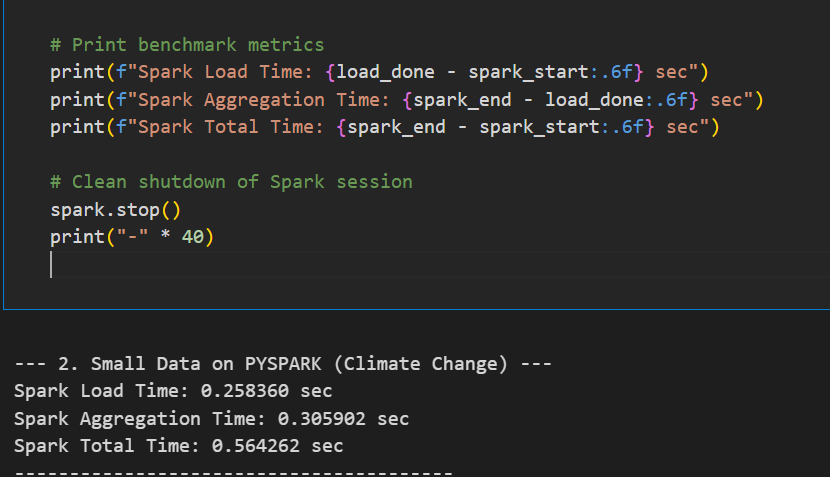 # Print benchmark metrics
print(f"Spark Load Time: {load_done - spark_start:.6f} sec")
print(f"Spark Aggregation Time: {spark_end - load_done:.6f} sec")
print(f"Spark Total Time: {spark_end - spark_start:.6f} sec")
# Clean shutdown of Spark session
spark.stop()
print("-" * 40)
--- 2. Small Data on PYSPARK (Climate Change) ---
Spark Load Time: 0.258360 sec
Spark Aggregation Time: 0.305902 sec
Spark Total Time: 0.564262 sec
----------------------------------------